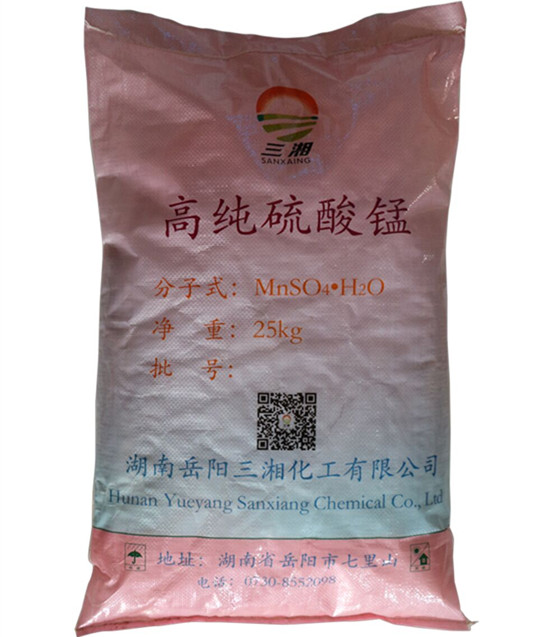 三湘
SANXAING
高纯硫酸锰
分子式：MnSO4•H2O
净 重：25kg
批 号：
湖南岳阳三湘化工有限公司
Hunan Yueyang Sanxiang Chemical Co., Ltd
地址：湖南省岳阳市七里山
电话：0730-8552098